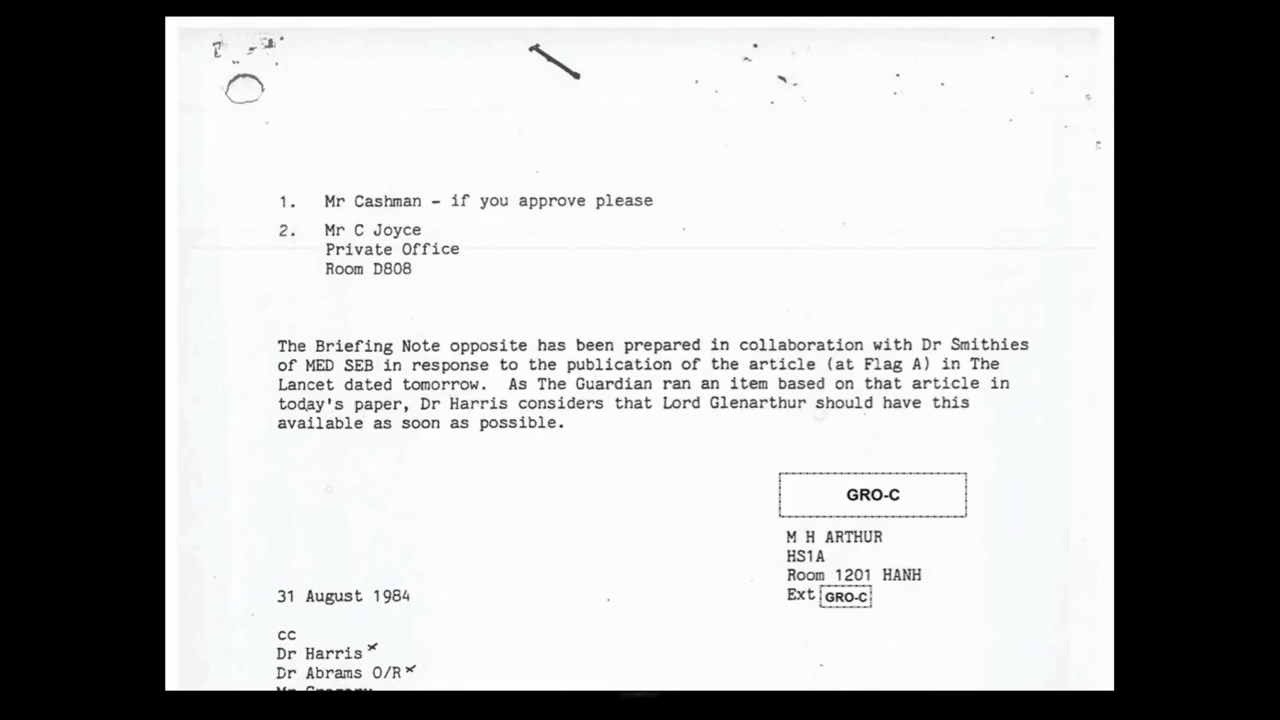 1. Mr Cashman - if you approve please
2. Mr C Joyce
Private Office
Room D808
The Briefing Note opposite has been prepared in collaboration with Dr Smithies
of MED SEB in response to the publication of the article (at Flag A) in The
Lancet dated tomorrow. As The Guardian ran an item based on that article in
today's paper, Dr Harris considers that Lord Glenarthur should have this
available as soon as possible.
GRO-C
M H ARTHUR
HS1A
Room 1201 HANH
Ext GRO-C
31 August 1984
cc
Dr Harris x
Dr Abrams O/R x
Mr Gregory